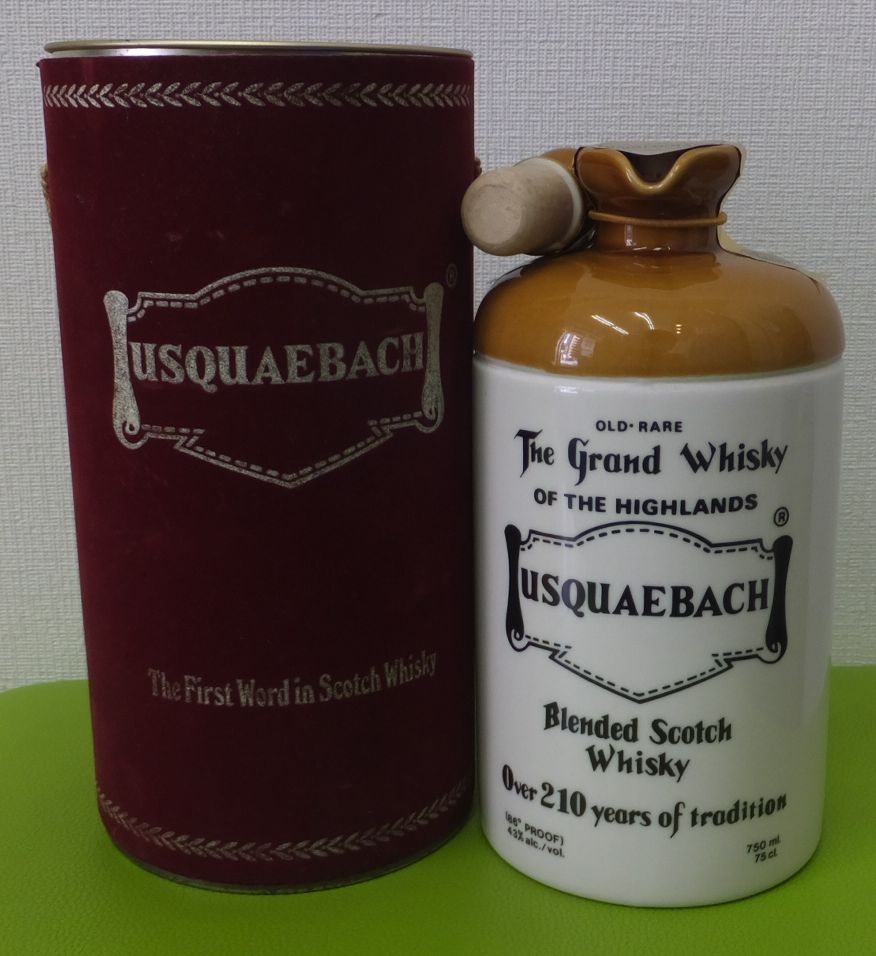 USQUAEBACH
®
The First Word in Scotch Whisky
OLD·RARE
The Grand Whisky
OF THE HIGHLANDS
®
USQUAEBACH
Blended Scotch
Whisky
Over 210 years of tradition
(86° PROOF)
43% alc./vol.
750 ml.
75 cl.